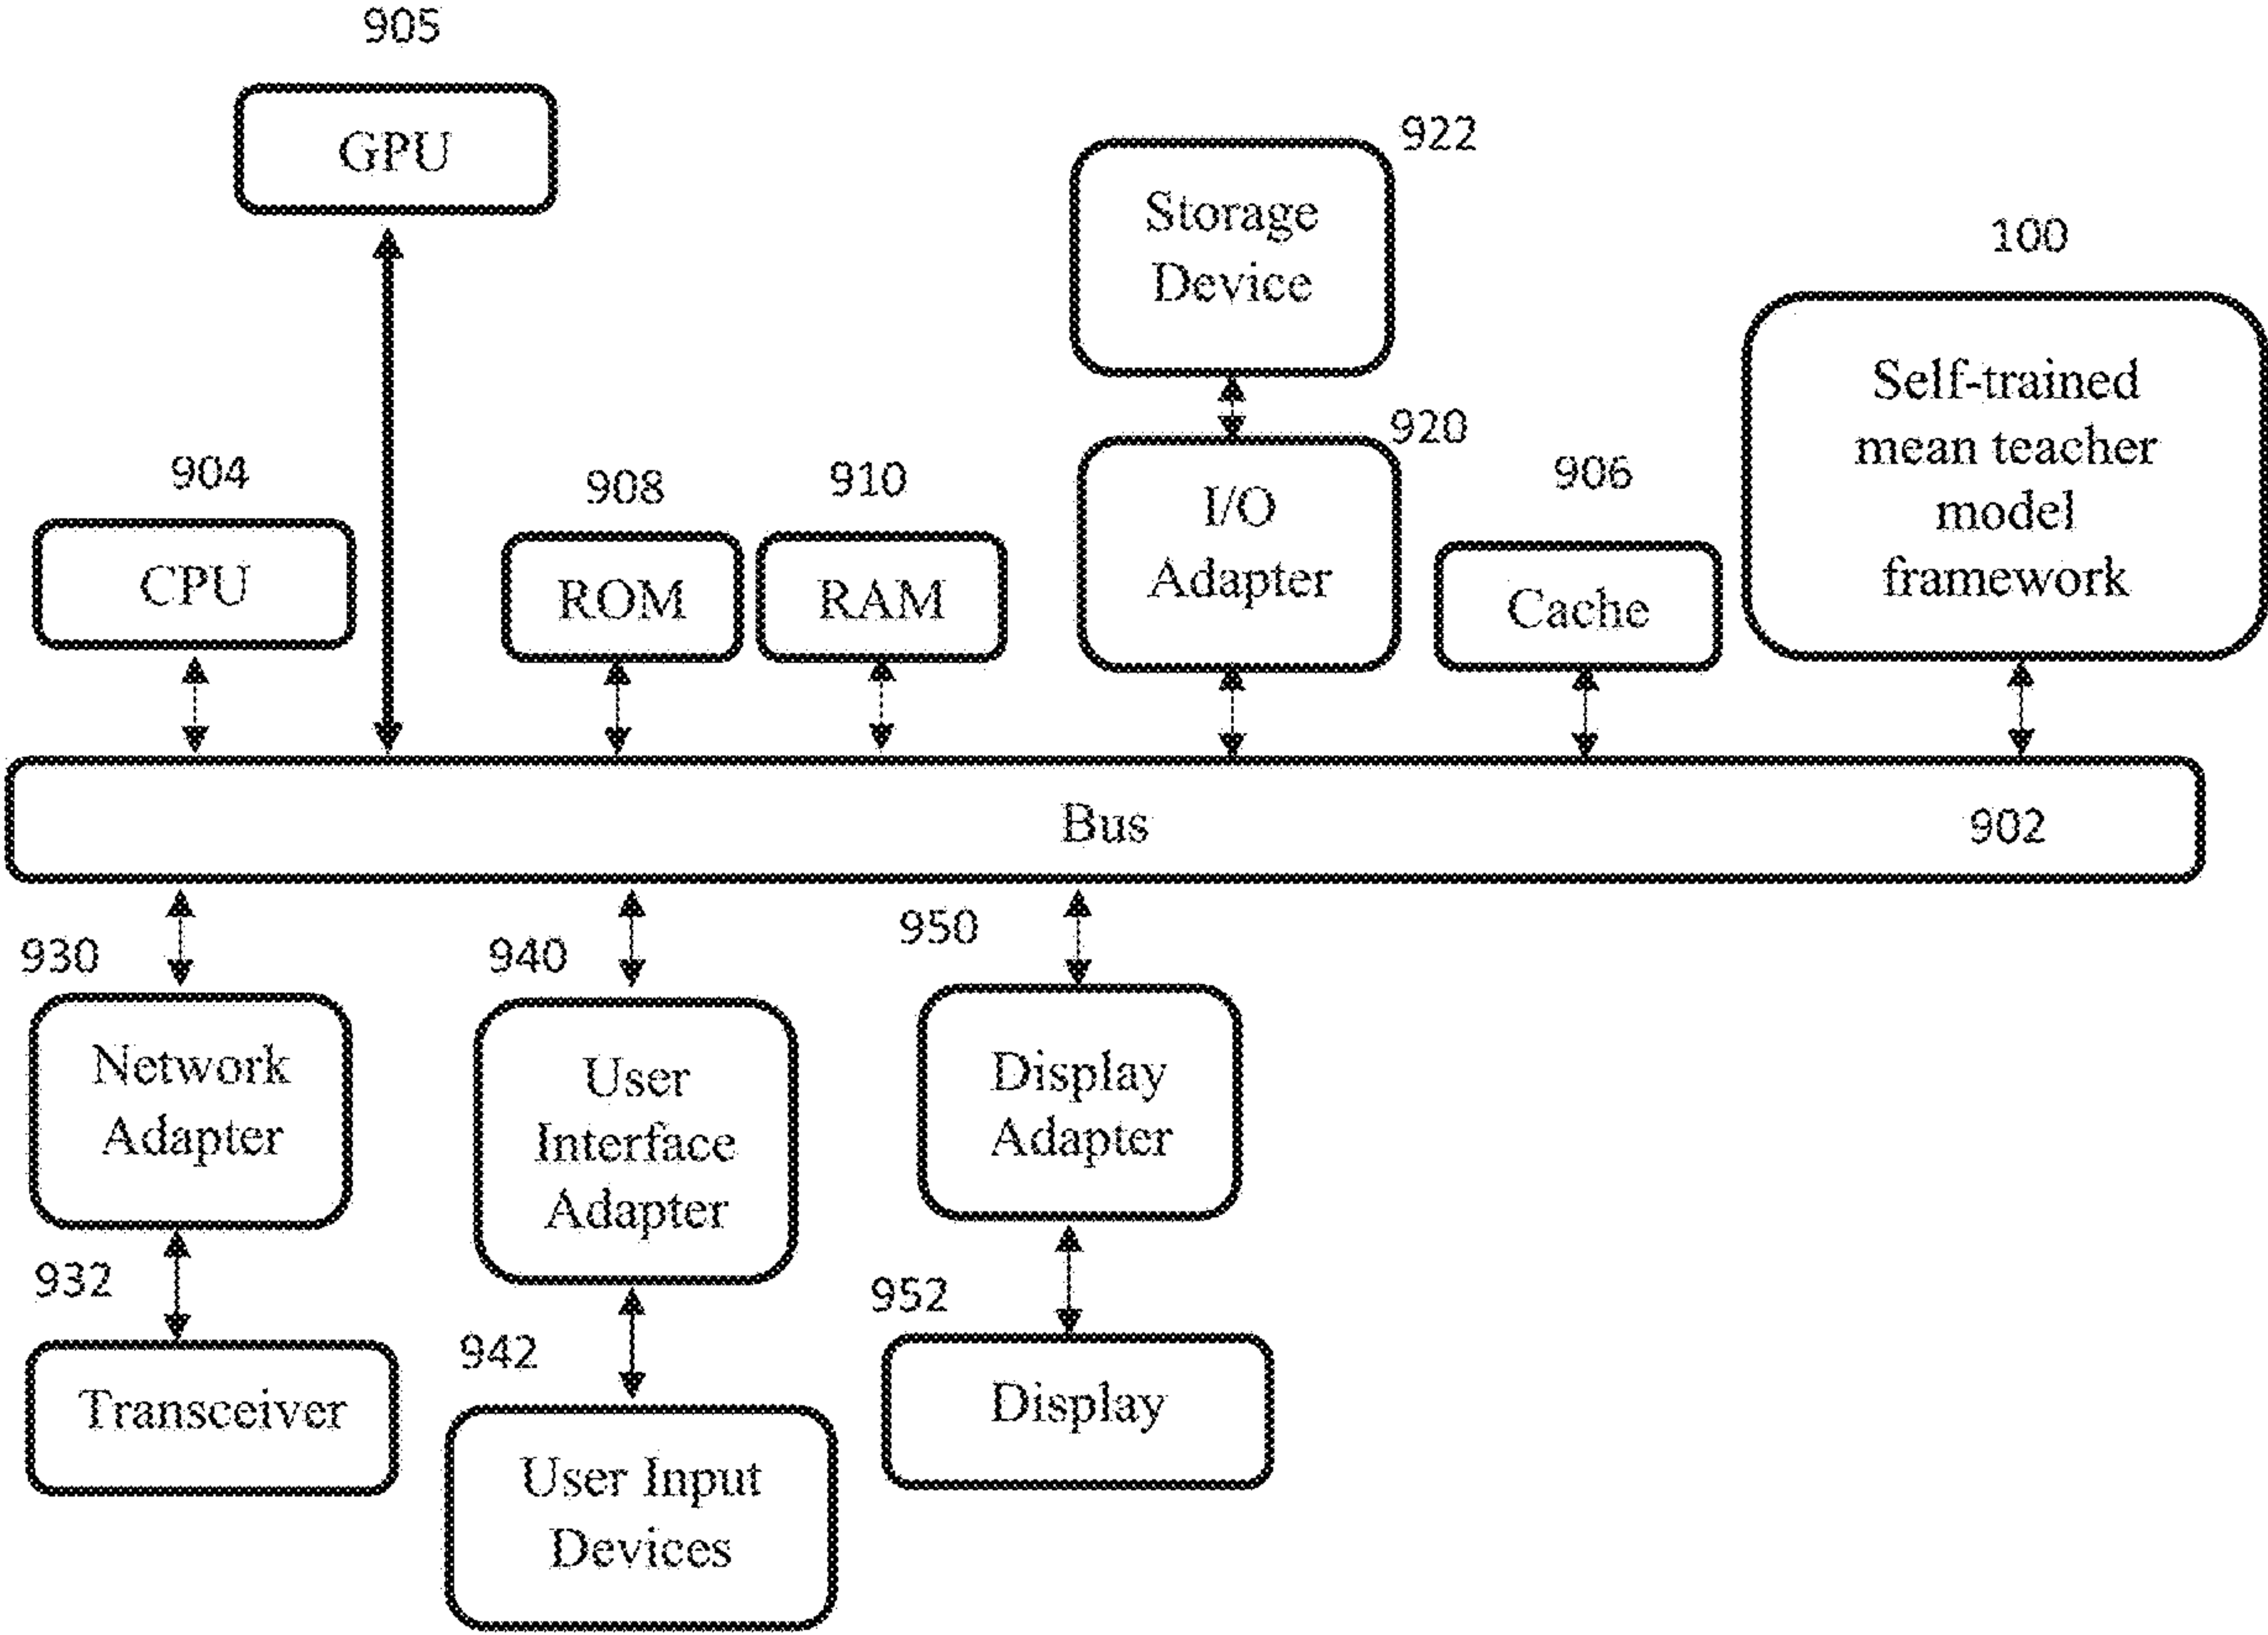 905
GPU
922
Storage
Device
100
Self-trained
mean teacher
model
framework
920
I/O
Adapter
904
CPU
908
ROM
910
RAM
906
Cache
Bus
902
930
Network
Adapter
940
User
Interface
Adapter
950
Display
Adapter
932
Transceiver
942
User Input
Devices
952
Display